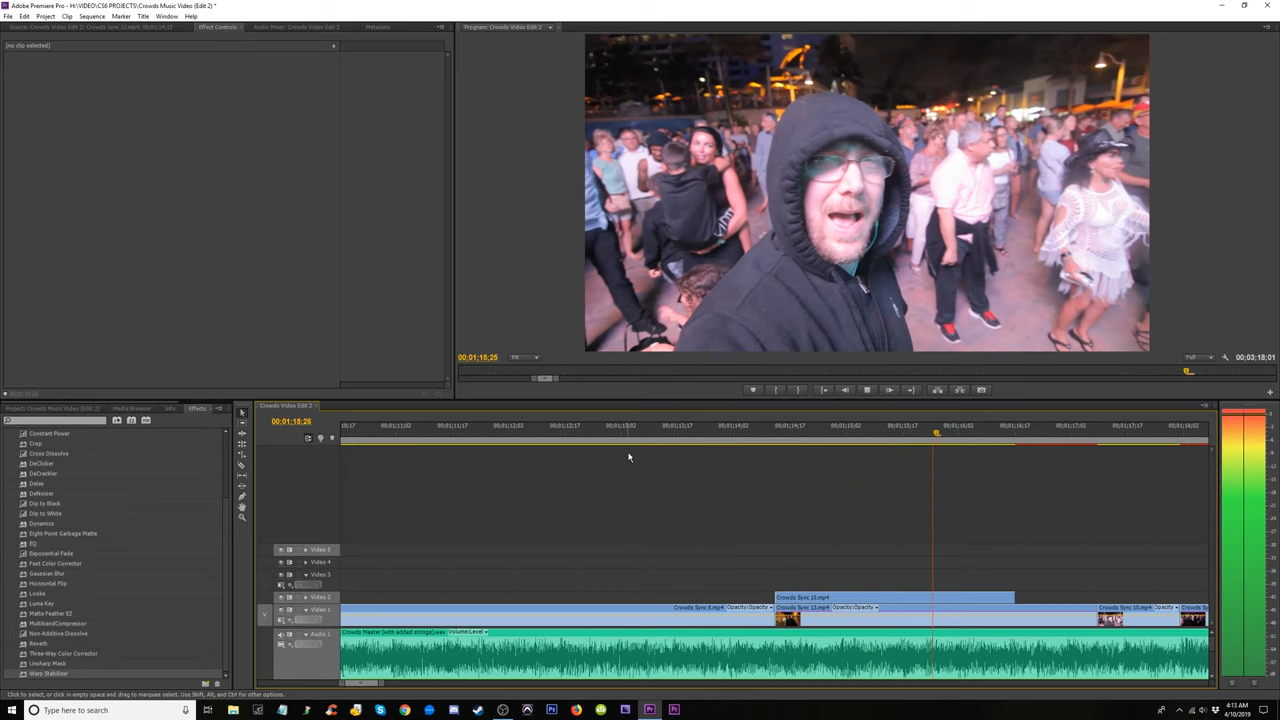 Adobe Premiere Pro - H:\VIDEO\CS6 PROJECTS\Crowds Music Video (Edit 2) *
File Edit Project Clip Sequence Marker Title Window Help
Source: Crowds Video Edit 2: Crowds Sync 13.mp4: 00;01;14;13 Effect Controls Audio Mixer: Crowds Video Edit 2 Metadata
Program: Crowds Video Edit 2
(no clip selected)
00;01;15;25 Fit Full 00;03;18;01
00;01;15;26
Project: Crowds Music Video (Edit 2) Media Browser Info Effects
Crowds Video Edit 2
00;01;15;26
10;17 00;01;11;02 00;01;11;17 00;01;12;02 00;01;12;17 00;01;13;02 00;01;13;17 00;01;14;02 00;01;14;17 00;01;15;02 00;01;15;17 00;01;16;02 00;01;16;17 00;01;17;02 00;01;17;17 00;01;18;02
Constant Power
Crop
Cross Dissolve
DeClicker
DeCrackler
Delay
DeNoiser
Dip to Black
Dip to White
Dynamics
Eight-Point Garbage Matte
EQ
Exponential Fade
Fast Color Corrector
Gaussian Blur
Horizontal Flip
Looks
Luma Key
Matte Feather EZ
MultibandCompressor
Non-Additive Dissolve
Reverb
Three-Way Color Corrector
Unsharp Mask
Warp Stabilizer
Video 5
Video 4
Video 3
Video 2 Crowds Sync 10.mp4
V Video 1 Crowds Sync 8.mp4 Opacity:Opacity Crowds Sync 13.mp4 Opacity:Opacity Crowds Sync 10.mp4 Opacity Crowds Sy
Audio 1 Crowds Master (with added strings).wav Volume:Level
Click to select, or click in empty space and drag to marquee select. Use Shift, Alt, and Ctrl for other options.
Type here to search
4:13 AM
4/10/2019